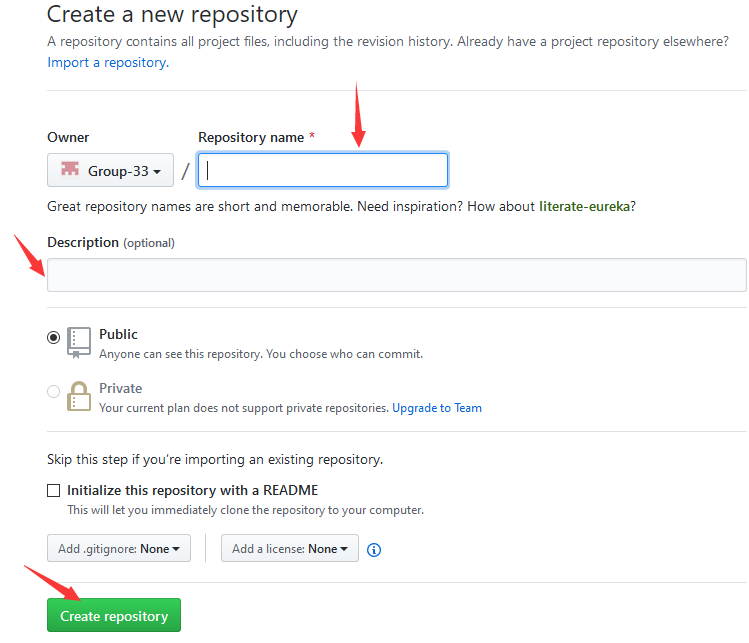 Create a new repository
A repository contains all project files, including the revision history. Already have a project repository elsewhere?
Import a repository.
Owner Repository name *
Group-33 /
Great repository names are short and memorable. Need inspiration? How about literate-eureka?
Description (optional)
Public
Anyone can see this repository. You choose who can commit.
Private
Your current plan does not support private repositories. Upgrade to Team
Skip this step if you’re importing an existing repository.
Initialize this repository with a README
This will let you immediately clone the repository to your computer.
Add .gitignore: None Add a license: None
Create repository